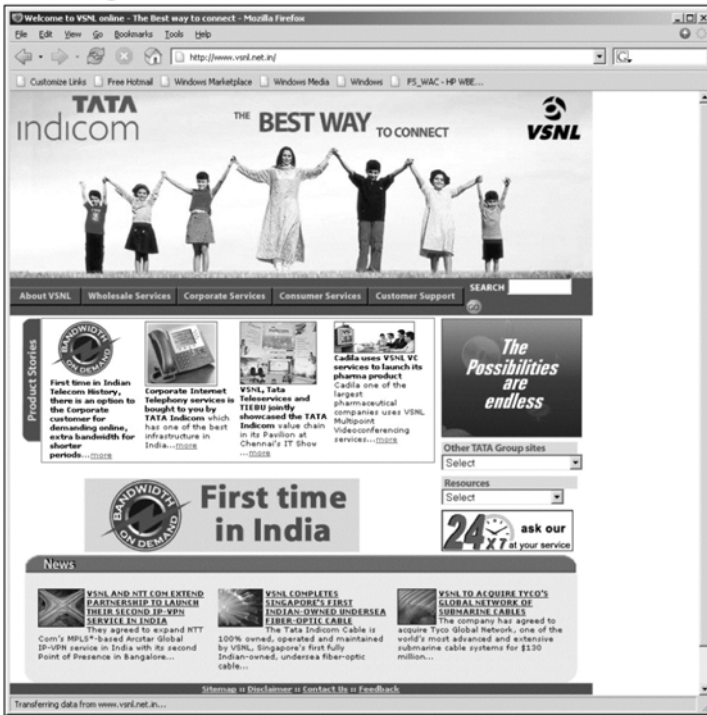 Welcome to VSNL online - The Best way to connect - Mozilla Firefox
File Edit View Go Bookmarks Tools Help
http://www.vsnl.net.in/
G.
Customize Links Free Hotmail Windows Marketplace Windows Media Windows F5_WAC - HP WBE...
TATA
indicom
THE BEST WAY TO CONNECT
VSNL
About VSNL Wholesale Services Corporate Services Consumer Services Customer Support
SEARCH
GO
Product Stories
BANDWIDTH
ON DEMAND
First time in Indian
Telecom History,
there is an option to
the Corporate
customer for
demanding online,
extra bandwidth for
shorter
periods...more
Corporate Internet
Telephony services is
bought to you by
TATA Indicom which
has one of the best
infrastructure in
India...more
VSNL, Tata
Teleservices and
TIEBU jointly
showcased the TATA
Indicom value chain
in its Pavilion at
Chennai's IT Show
...more
Cadila uses VSNL VC
services to launch its
pharma product
Cadila one of the
largest
pharmaceutical
companies uses VSNL
Multipoint
Videoconferencing
services...more
The
Possibilities
are
endless
Other TATA Group sites
Select
Resources
Select
24 X 7 ask our
at your service
BANDWIDTH
ON DEMAND
First time
in India
News
VSNL AND NTT COM EXTEND
PARTNERSHIP TO LAUNCH
THEIR SECOND IP-VPN
SERVICE IN INDIA
They agreed to expand NTT
Com's MPLS*-based Arcstar Global
IP-VPN service in India with its second
Point of Presence in Bangalore...
VSNL COMPLETES
SINGAPORE'S FIRST
INDIAN-OWNED UNDERSEA
FIBER-OPTIC CABLE
The Tata Indicom Cable is
100% owned, operated and maintained
by VSNL, Singapore's first fully
Indian-owned, undersea fiber-optic
cable...
VSNL TO ACQUIRE TYCO'S
GLOBAL NETWORK OF
SUBMARINE CABLES
The company has agreed to
acquire Tyco Global Network, one of the
world's most advanced and extensive
submarine cable systems for $130
million...
Sitemap :: Disclaimer :: Contact Us :: Feedback
Transferring data from www.vsnl.net.in...